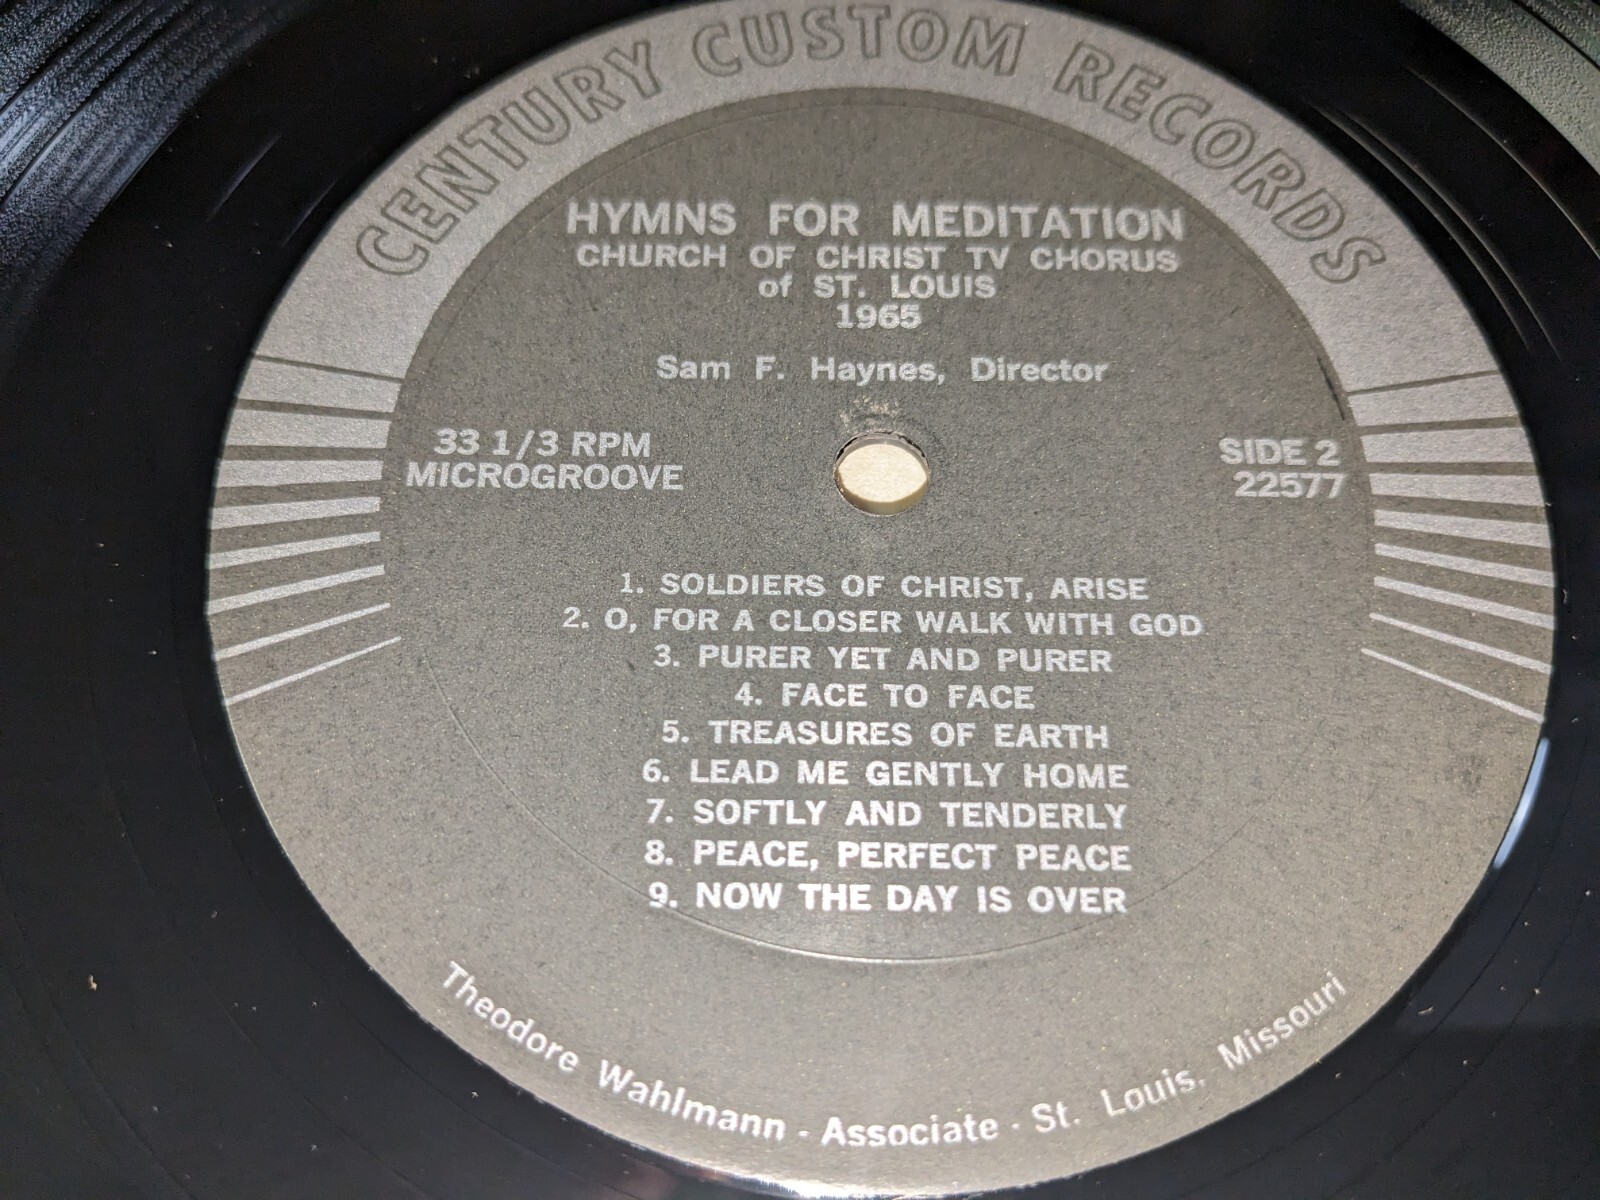 CENTURY CUSTOM RECORDS
HYMNS FOR MEDITATION
CHURCH OF CHRIST TV CHORUS
of ST. LOUIS
1965
Sam F. Haynes, Director
33 1/3 RPM
MICROGROOVE
SIDE 2
22577
1. SOLDIERS OF CHRIST, ARISE
2. O, FOR A CLOSER WALK WITH GOD
3. PURER YET AND PURER
4. FACE TO FACE
5. TREASURES OF EARTH
6. LEAD ME GENTLY HOME
7. SOFTLY AND TENDERLY
8. PEACE, PERFECT PEACE
9. NOW THE DAY IS OVER
Theodore Wahlmann - Associate · St. Louis, Missouri